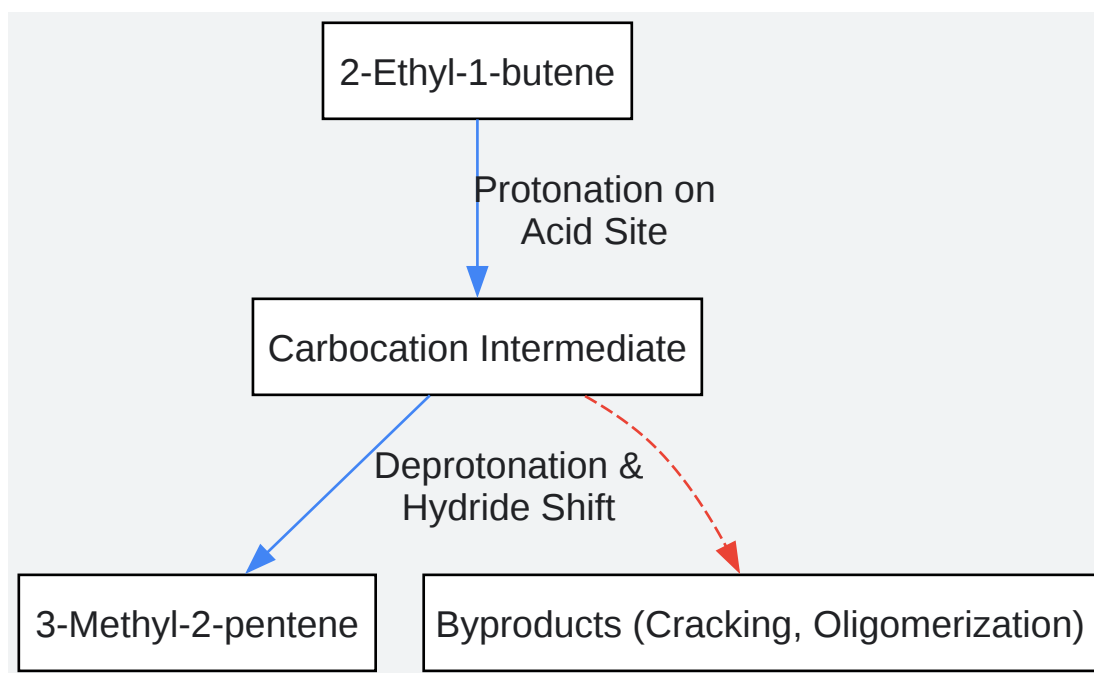 2-Ethyl-1-butene
Protonation on
Acid Site
Carbocation Intermediate
Deprotonation &
Hydride Shift
3-Methyl-2-pentene
Byproducts (Cracking, Oligomerization)